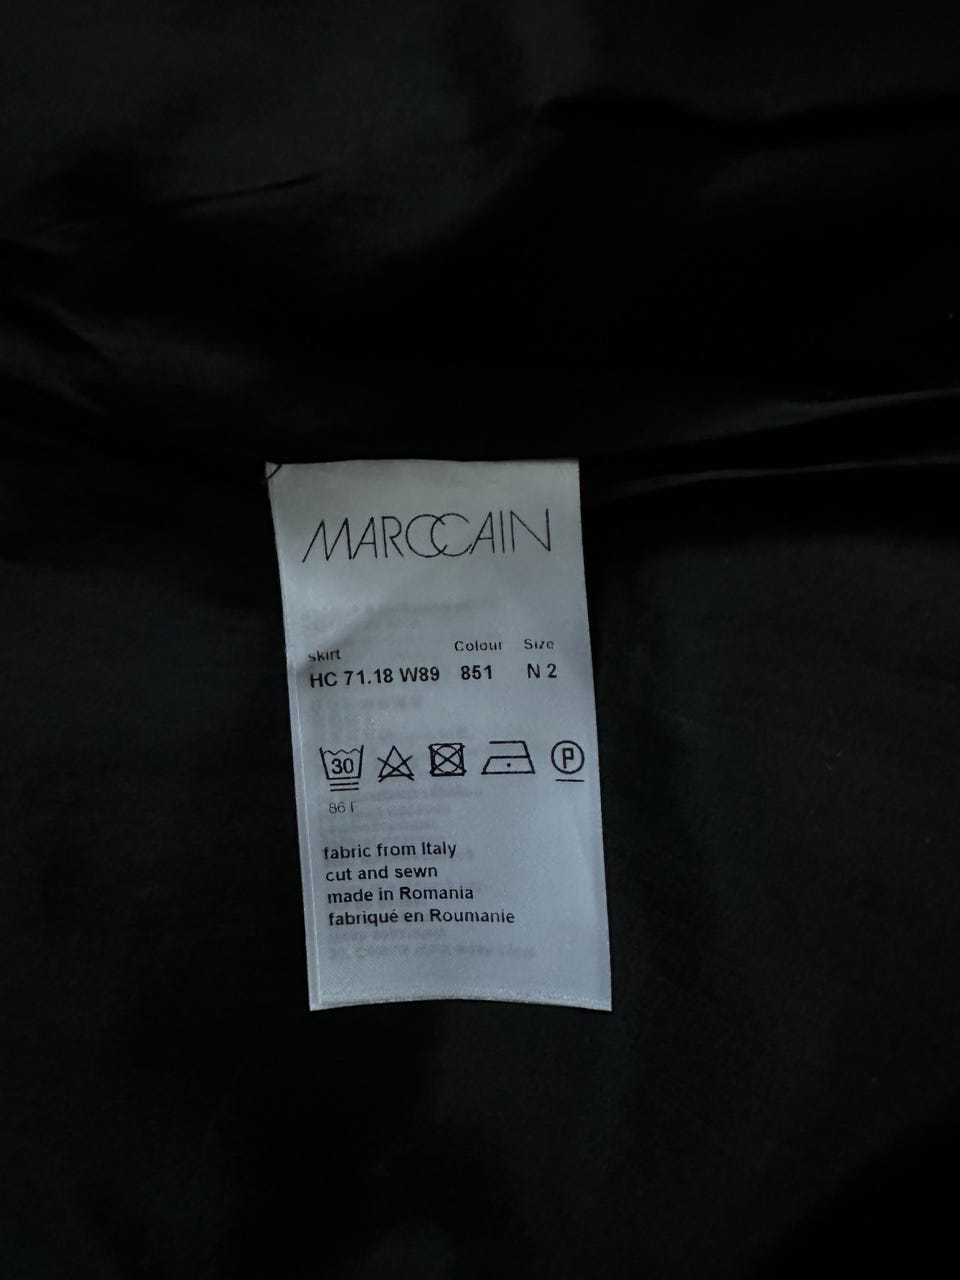 MARCCAIN
skirt Colour Size
HC 71.18 W89 851 N 2
30 P
86 F
fabric from Italy
cut and sewn
made in Romania
fabriqué en Roumanie